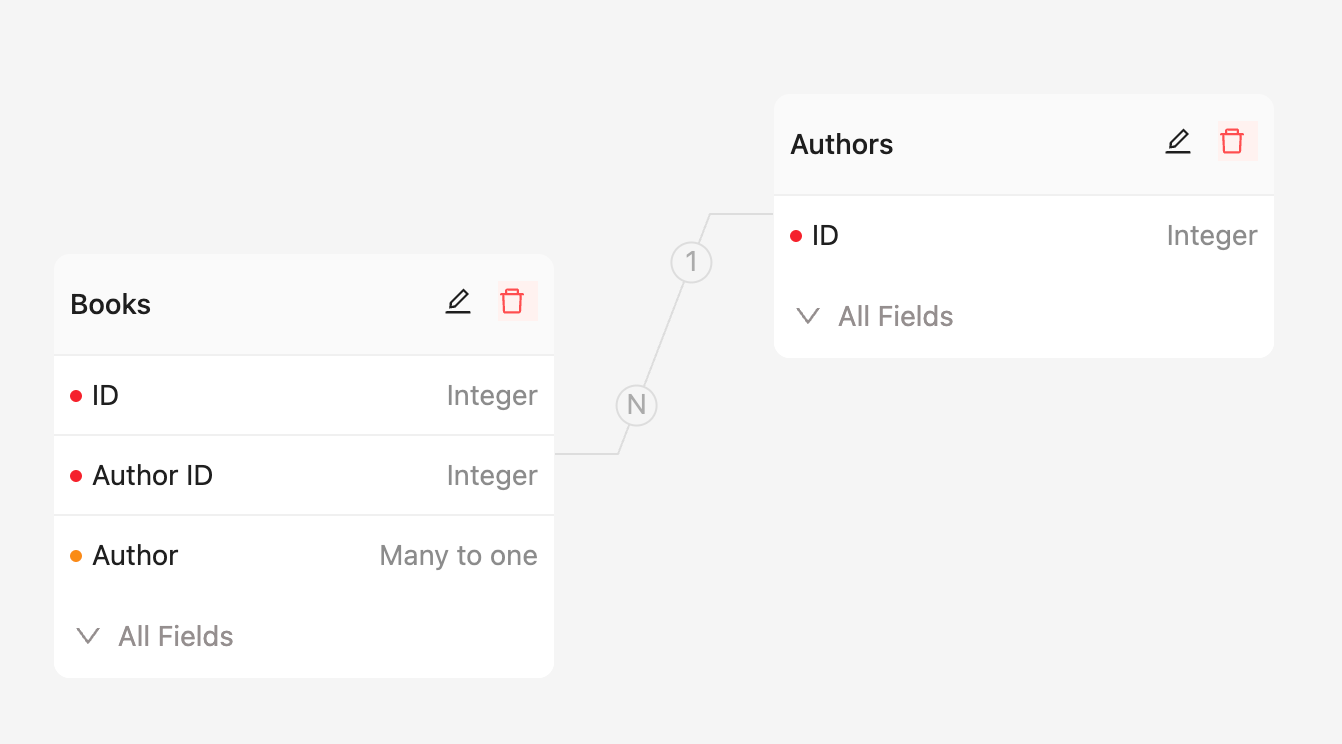 Authors
ID Integer
All Fields
1
N
Books
ID Integer
Author ID Integer
Author Many to one
All Fields